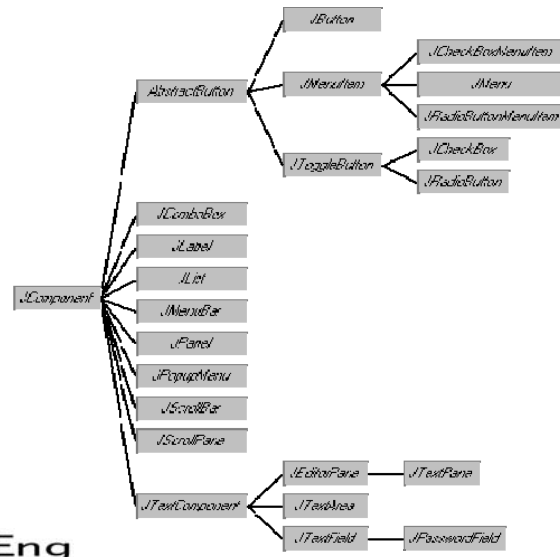 JButton
JCheckBoxMenuItem
AbstractButton
JMenuItem
JMenu
JRadioButtonMenuItem
JToggleButton
JCheckBox
JRadioButton
JComboBox
JLabel
JList
JComponent
JMenuBar
JPanel
JPopupMenu
JScrollBar
JScrollPane
JEditorPane
JTextPane
JTextComponent
JTextArea
JTextField
JPasswordField
Eng